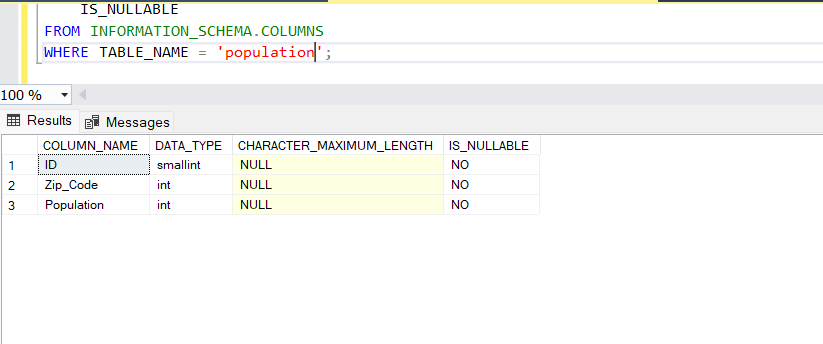 IS_NULLABLE
FROM INFORMATION_SCHEMA.COLUMNS
WHERE TABLE_NAME = 'population';
100 %
Results Messages
COLUMN_NAME DATA_TYPE CHARACTER_MAXIMUM_LENGTH IS_NULLABLE
1 ID smallint NULL NO
2 Zip_Code int NULL NO
3 Population int NULL NO